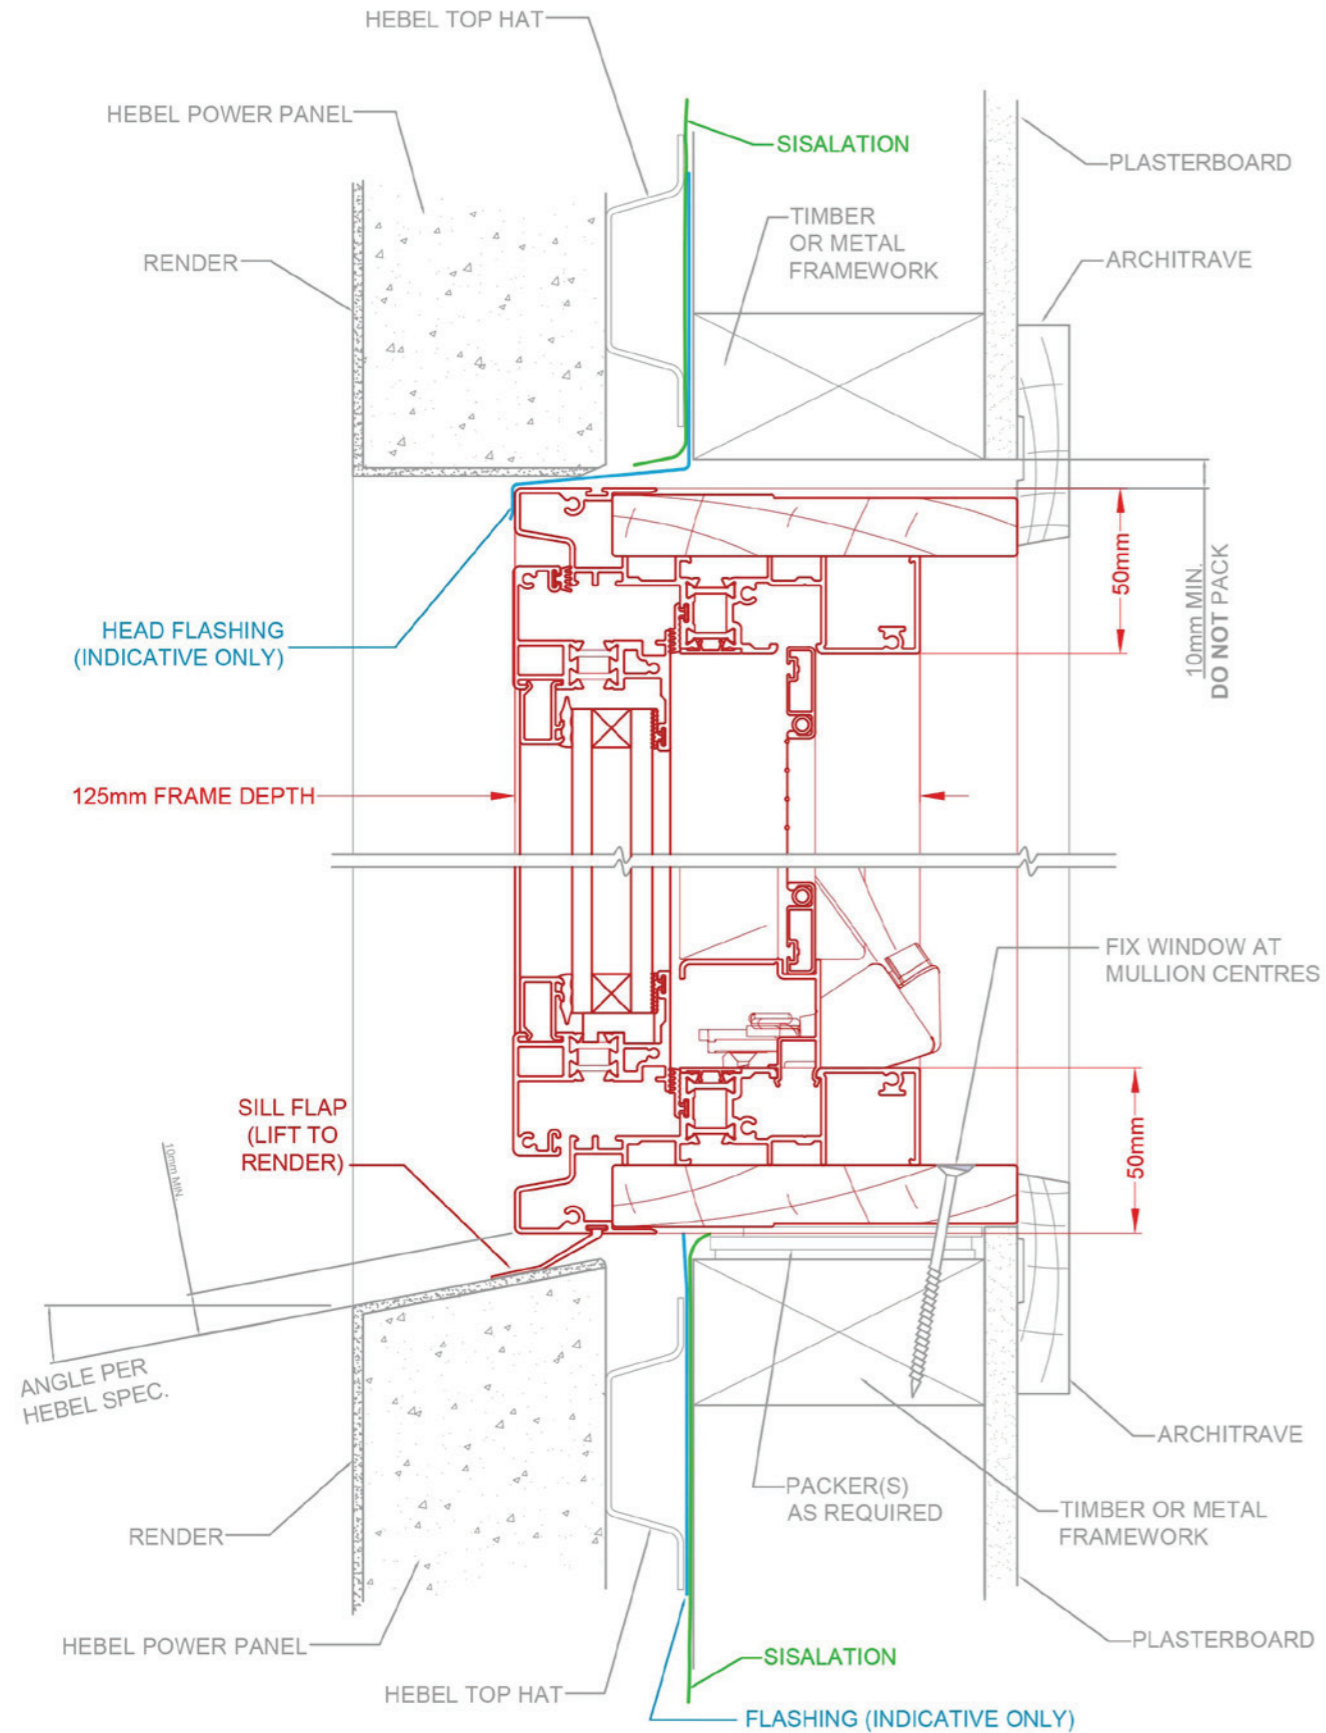 HEBEL TOP HAT
HEBEL POWER PANEL
SISALATION
PLASTERBOARD
TIMBER
OR METAL
FRAMEWORK
RENDER
ARCHITRAVE
HEAD FLASHING
(INDICATIVE ONLY)
50mm
10mm MIN.
DO NOT PACK
125mm FRAME DEPTH
FIX WINDOW AT
MULLION CENTRES
SILL FLAP
(LIFT TO
RENDER)
10mm MIN.
50mm
ANGLE PER
HEBEL SPEC.
ARCHITRAVE
PACKER(S)
AS REQUIRED
TIMBER OR METAL
FRAMEWORK
RENDER
HEBEL POWER PANEL
PLASTERBOARD
SISALATION
HEBEL TOP HAT
FLASHING (INDICATIVE ONLY)